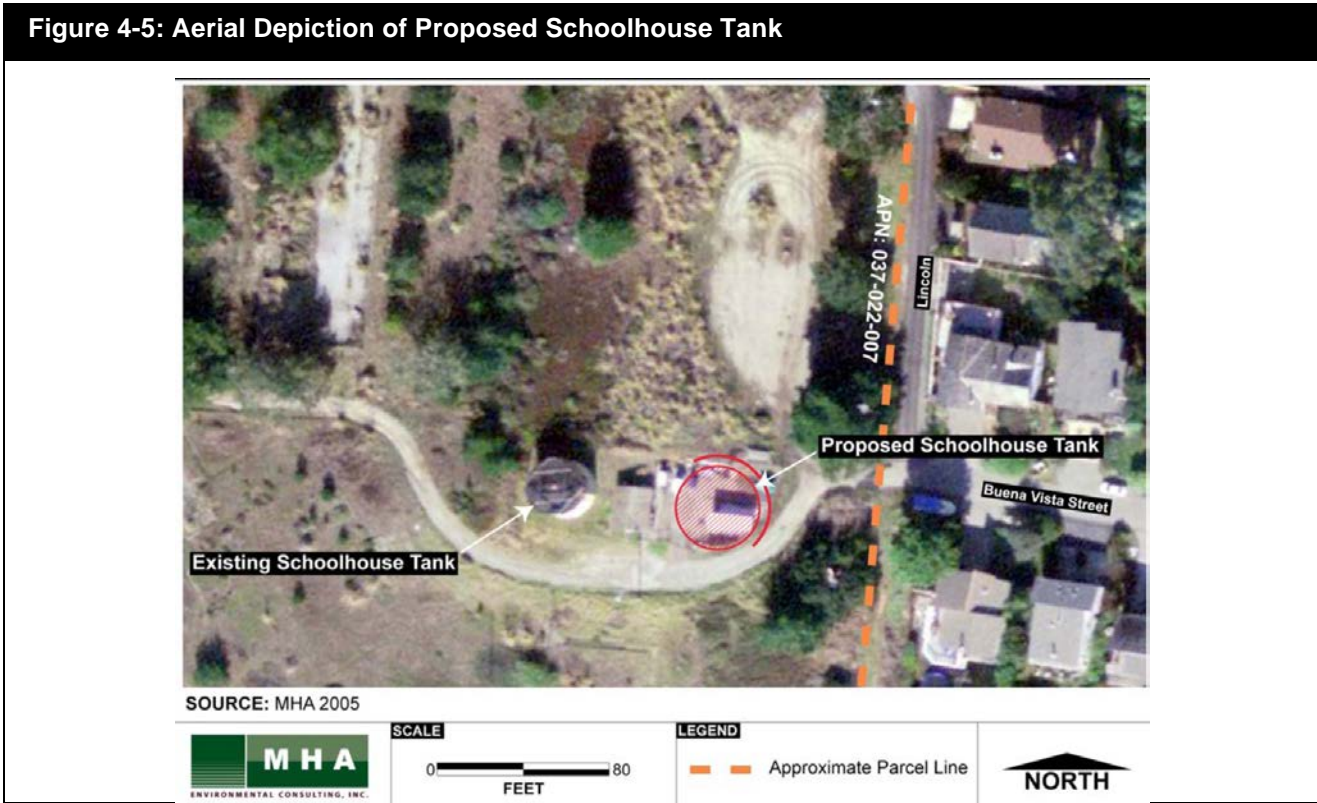 Figure 4-5: Aerial Depiction of Proposed Schoolhouse Tank
APN: 037-022-007
Lincoln
Proposed Schoolhouse Tank
Buena Vista Street
Existing Schoolhouse Tank
SOURCE: MHA 2005
MHA
ENVIRONMENTAL CONSULTING, INC.
SCALE
0 80
FEET
LEGEND
Approximate Parcel Line
NORTH